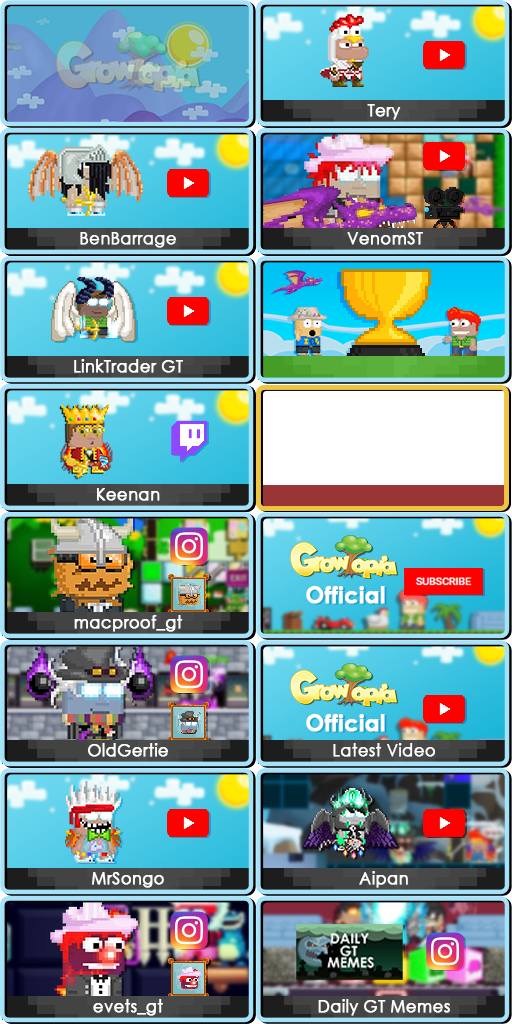 Growtopia
Tery
BenBarrage
VenomST
LinkTrader GT
Keenan
macproof_gt
EXIT
Growtopia
SUBSCRIBE
Official
OldGertie
Growtopia
Official
Latest Video
MrSongo
Aipan
evets_gt
DAILY
GT
MEMES
Daily GT Memes